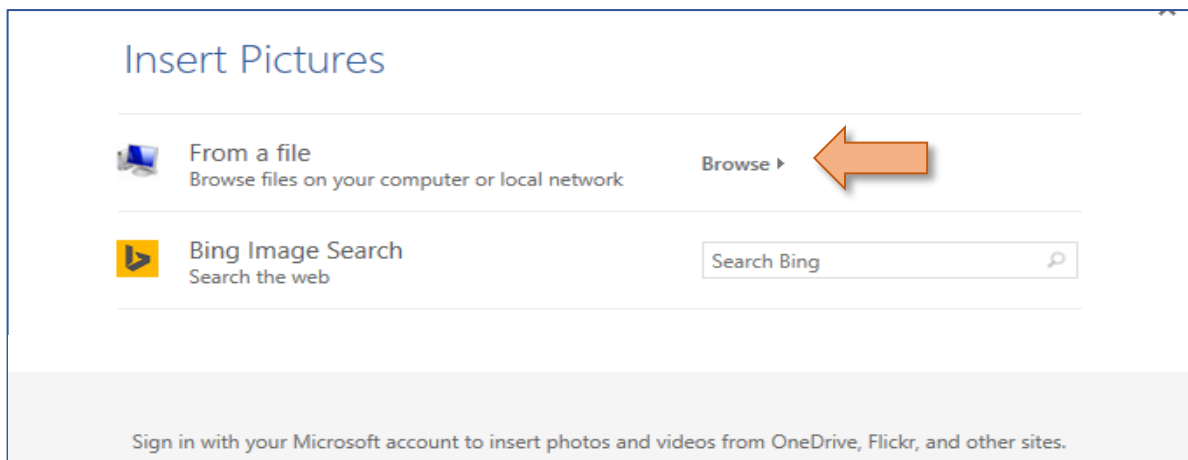 Insert Pictures
From a file
Browse files on your computer or local network
Browse
Bing Image Search
Search the web
Search Bing
Sign in with your Microsoft account to insert photos and videos from OneDrive, Flickr, and other sites.